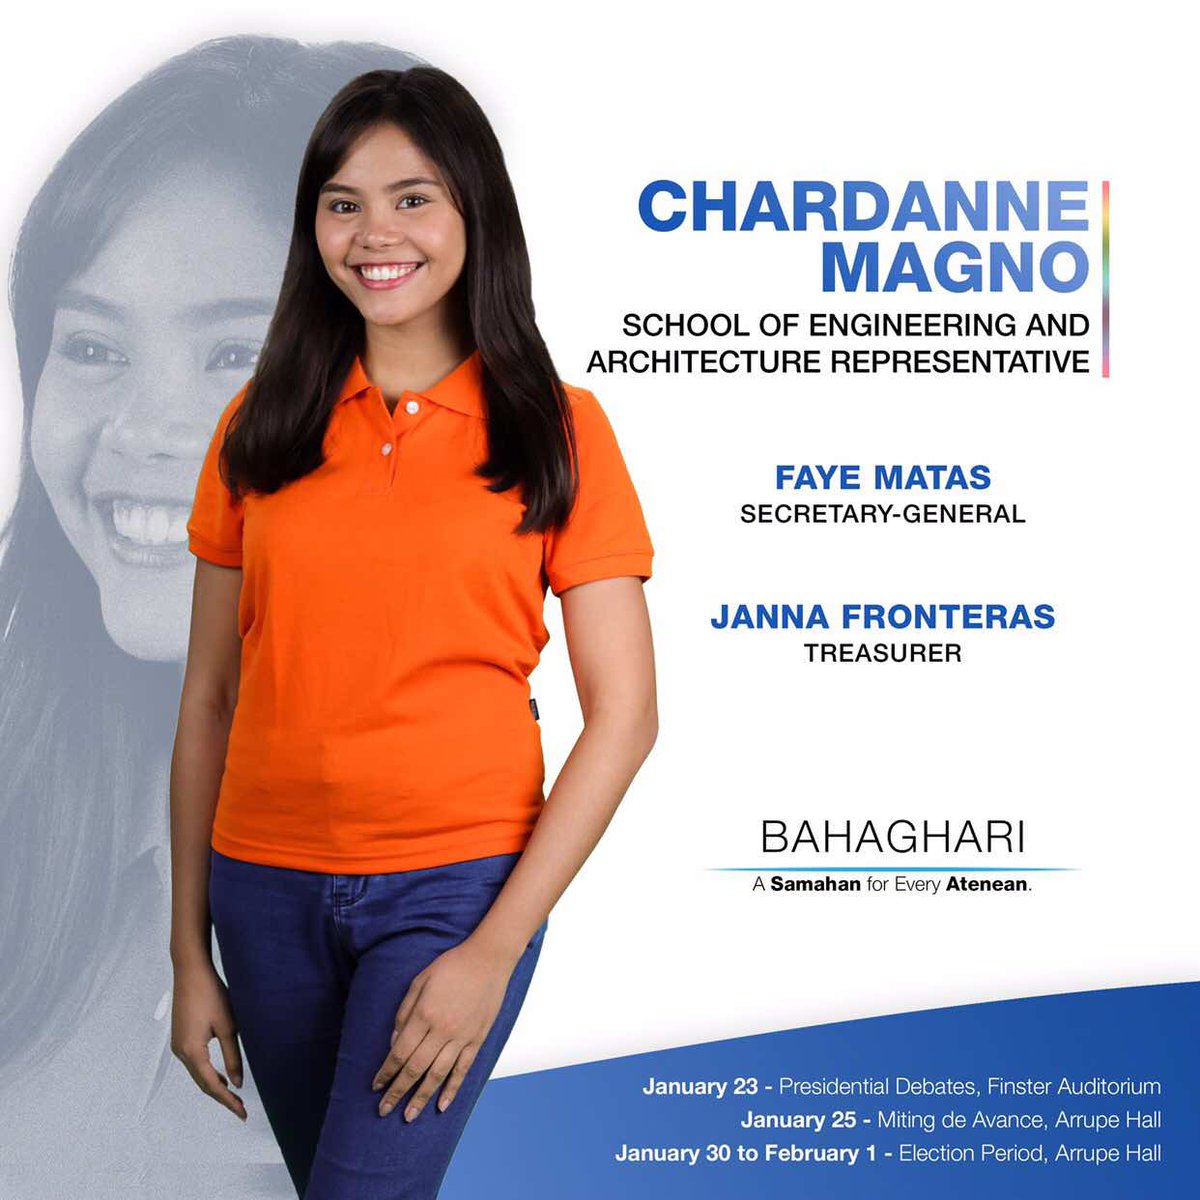 CHARDANNE
MAGNO
SCHOOL OF ENGINEERING AND
ARCHITECTURE REPRESENTATIVE
FAYE MATAS
SECRETARY-GENERAL
JANNA FRONTERAS
TREASURER
BAHAGHARI
A Samahan for Every Atenean.
January 23 - Presidential Debates, Finster Auditorium
January 25 - Miting de Avance, Arrupe Hall
January 30 to February 1 - Election Period, Arrupe Hall